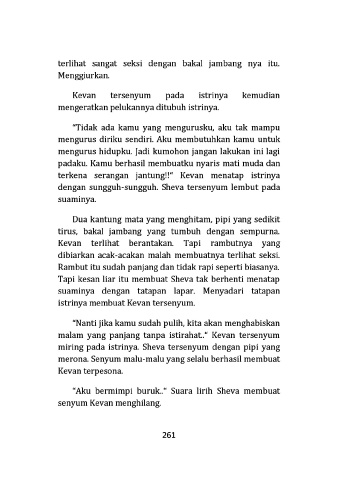 terlihat sangat seksi dengan bakal jambang nya itu.
Menggiurkan.
Kevan tersenyum pada istrinya kemudian
mengeratkan pelukannya ditubuh istrinya.
"Tidak ada kamu yang mengurusku, aku tak mampu
mengurus diriku sendiri. Aku membutuhkan kamu untuk
mengurus hidupku. Jadi kumohon jangan lakukan ini lagi
padaku. Kamu berhasil membuatku nyaris mati muda dan
terkena serangan jantung!!" Kevan menatap istrinya
dengan sungguh-sungguh. Sheva tersenyum lembut pada
suaminya.
Dua kantung mata yang menghitam, pipi yang sedikit
tirus, bakal jambang yang tumbuh dengan sempurna.
Kevan terlihat berantakan. Tapi rambutnya yang
dibiarkan acak-acakan malah membuatnya terlihat seksi.
Rambut itu sudah panjang dan tidak rapi seperti biasanya.
Tapi kesan liar itu membuat Sheva tak berhenti menatap
suaminya dengan tatapan lapar. Menyadari tatapan
istrinya membuat Kevan tersenyum.
"Nanti jika kamu sudah pulih, kita akan menghabiskan
malam yang panjang tanpa istirahat.." Kevan tersenyum
miring pada istrinya. Sheva tersenyum dengan pipi yang
merona. Senyum malu-malu yang selalu berhasil membuat
Kevan terpesona.
"Aku bermimpi buruk.." Suara lirih Sheva membuat
senyum Kevan menghilang.
261